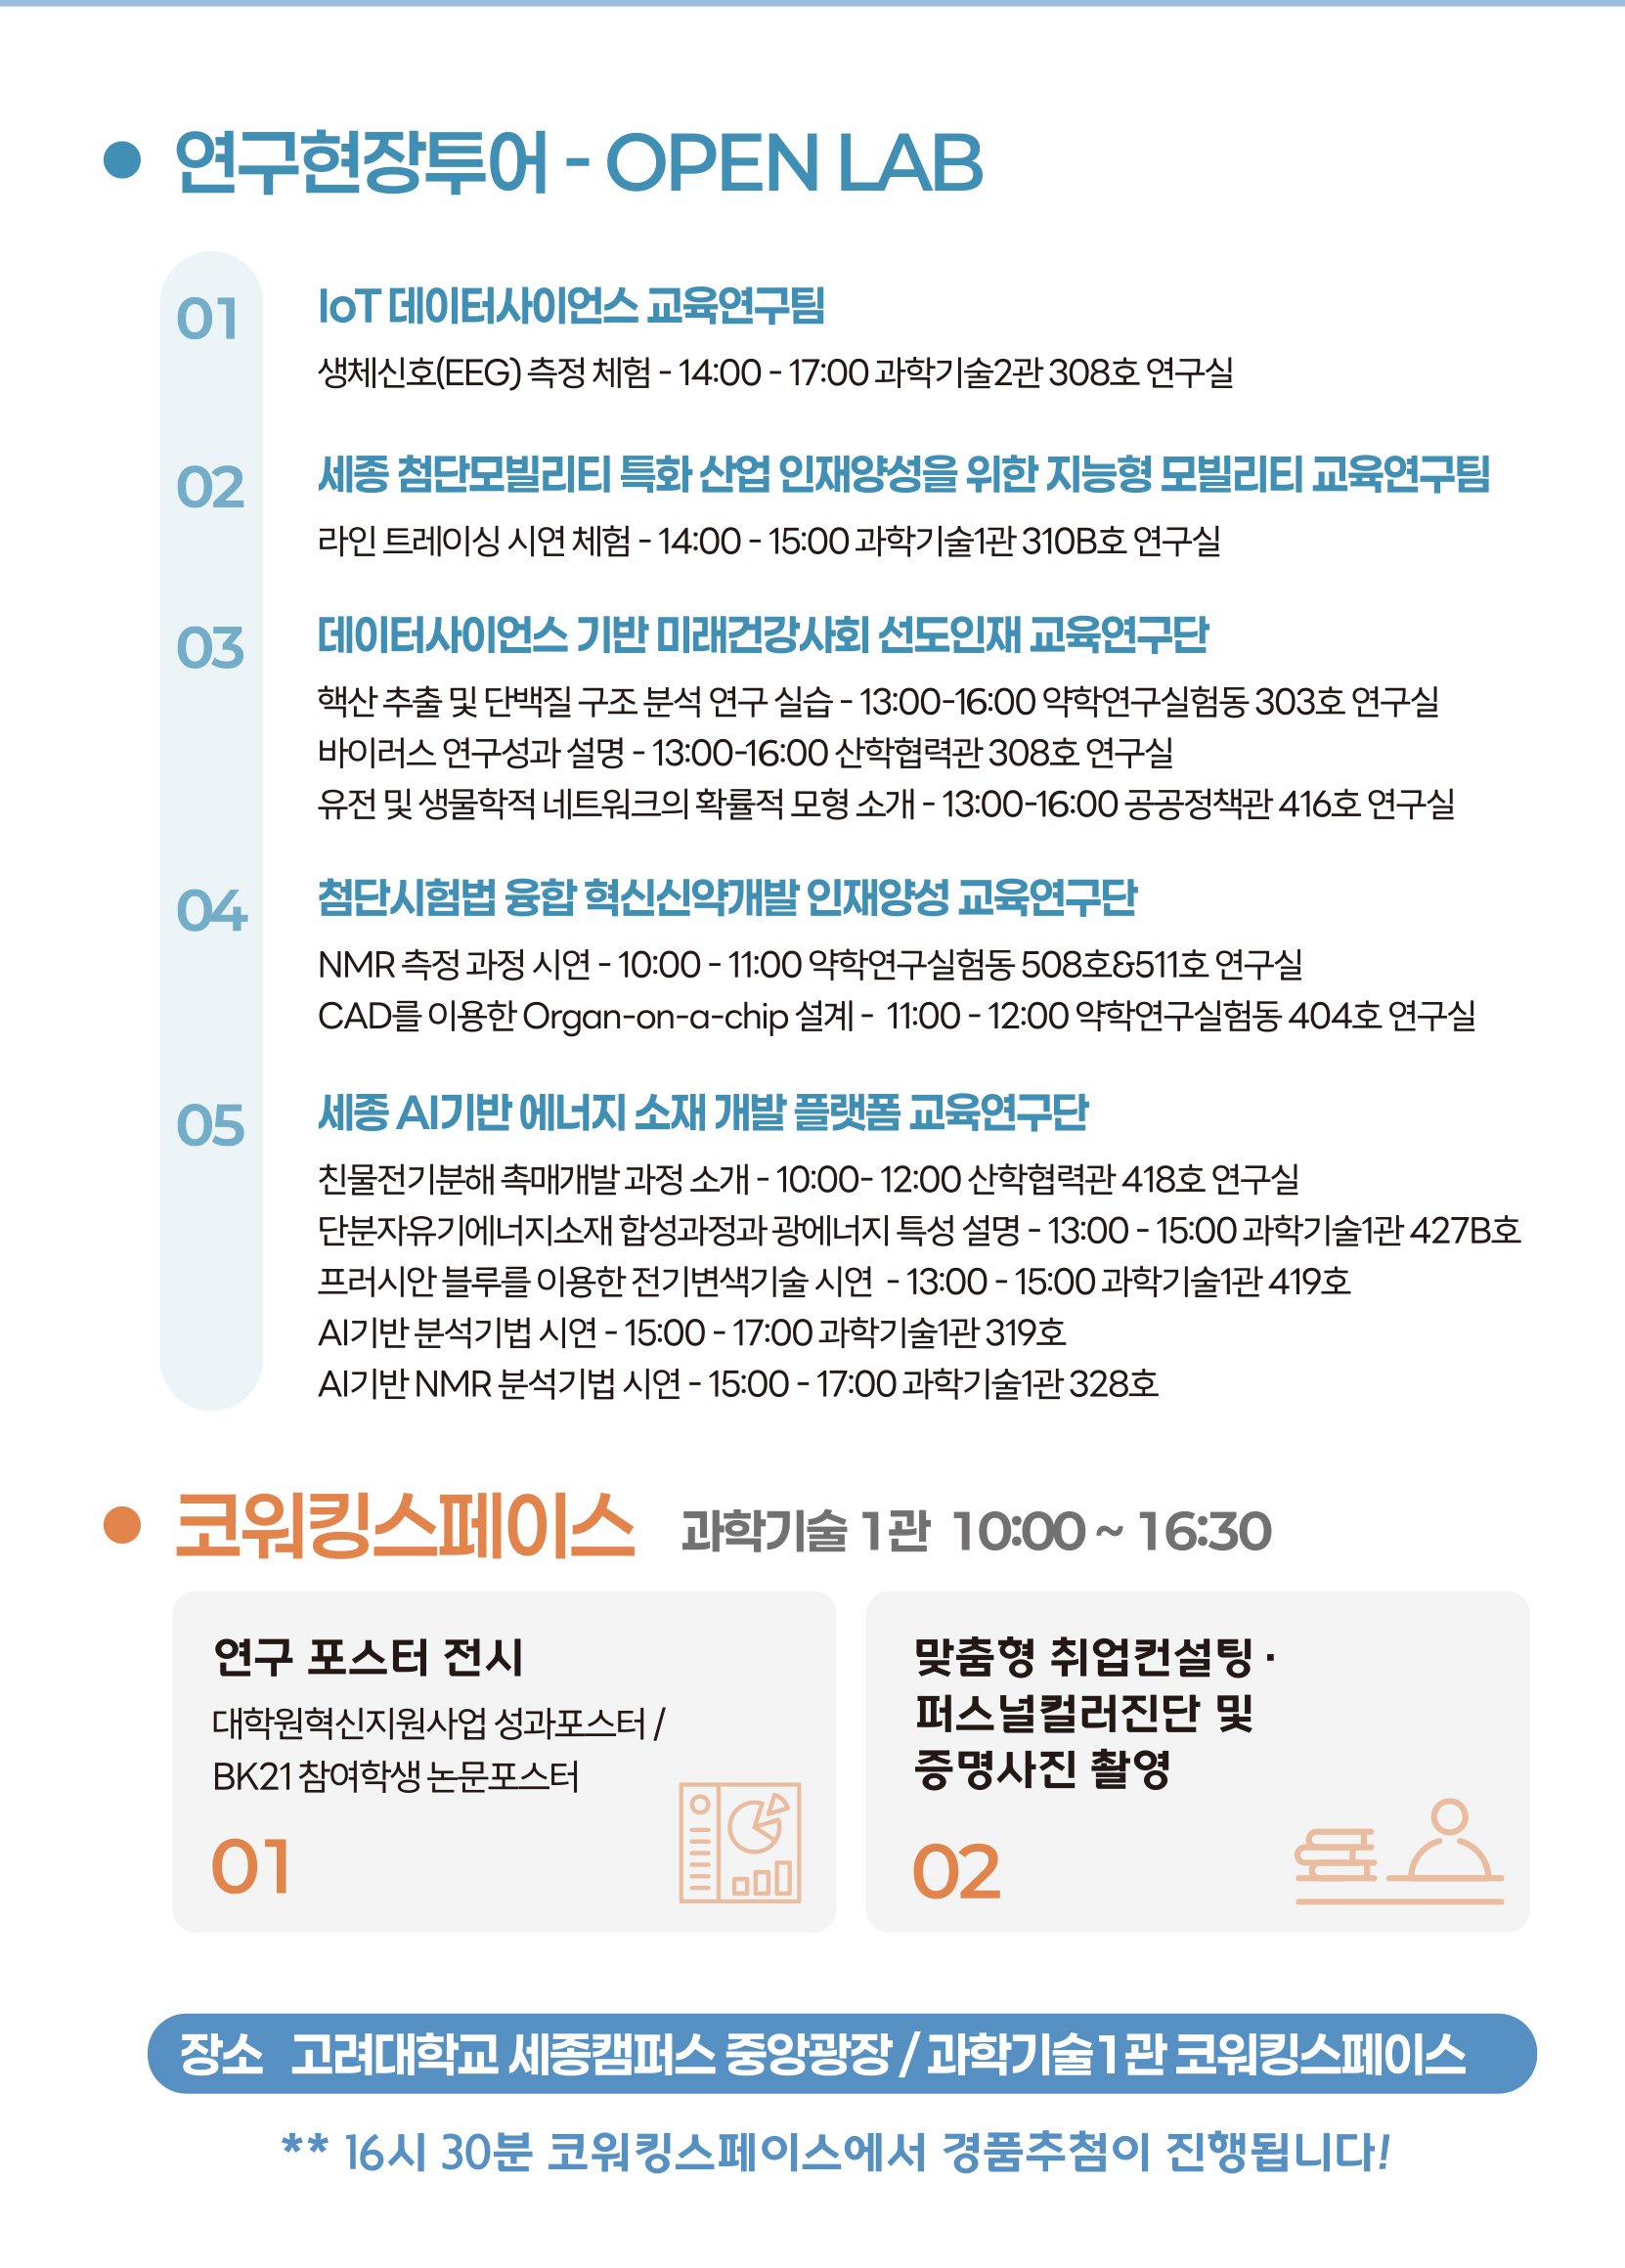 연구현장투어 - OPEN LAB
01
IoT 데이터사이언스 교육연구팀
생체신호(EEG) 측정 체험 - 14:00 - 17:00 과학기술2관 308호 연구실
02
세종 첨단모빌리티 특화 산업 인재양성을 위한 지능형 모빌리티 교육연구팀
라인 트레이싱 시연 체험 - 14:00 - 15:00 과학기술1관 310B호 연구실
03
데이터사이언스 기반 미래건강사회 선도인재 교육연구단
핵산 추출 및 단백질 구조 분석 연구 실습 - 13:00-16:00 약학연구실험동 303호 연구실
바이러스 연구성과 설명 - 13:00-16:00 산학협력관 308호 연구실
유전 및 생물학적 네트워크의 확률적 모형 소개 - 13:00-16:00 공공정책관 416호 연구실
04
첨단시험법 융합 혁신신약개발 인재양성 교육연구단
NMR 측정 과정 시연 - 10:00 - 11:00 약학연구실험동 508호&511호 연구실
CAD를 이용한 Organ-on-a-chip 설계 - 11:00 - 12:00 약학연구실험동 404호 연구실
05
세종 AI기반 에너지 소재 개발 플랫폼 교육연구단
친물전기분해 촉매개발 과정 소개 - 10:00- 12:00 산학협력관 418호 연구실
단분자유기에너지소재 합성과정과 광에너지 특성 설명 - 13:00 - 15:00 과학기술1관 427B호
프러시안 블루를 이용한 전기변색기술 시연 - 13:00 - 15:00 과학기술1관 419호
AI기반 분석기법 시연 - 15:00 - 17:00 과학기술1관 319호
AI기반 NMR 분석기법 시연 - 15:00 - 17:00 과학기술1관 328호
코워킹스페이스 과학기술 1관 10:00 ~ 16:30
연구 포스터 전시
대학원혁신지원사업 성과포스터 /
BK21 참여학생 논문포스터
01
맞춤형 취업컨설팅 ·
퍼스널컬러진단 및
증명사진 촬영
02
장소 고려대학교 세종캠퍼스 중앙광장 / 과학기술1관 코워킹스페이스
** 16시 30분 코워킹스페이스에서 경품추첨이 진행됩니다!